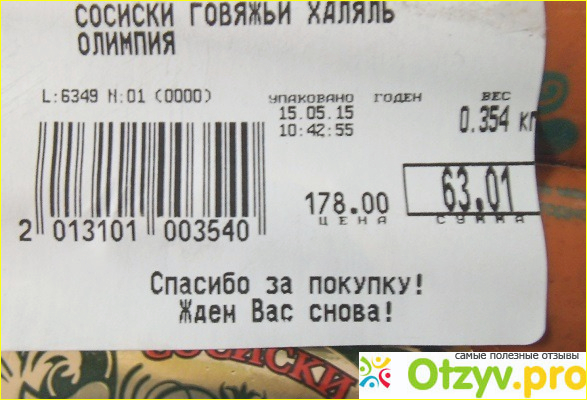 СОСИСКИ ГОВЯЖЬИ ХАЛЯЛЬ
ОЛИМПИЯ
L:6349 N:01 (0000)
УПАКОВАНО ГОДЕН ВЕС
15.05.15
10:42:55
0.354 кг
178.00
ЦЕНА
63.01
СУММА
2 013101 003540
Спасибо за покупку!
Ждем Вас снова!
СОСИСКИ
самые полезные отзывы
Otzyv.pro